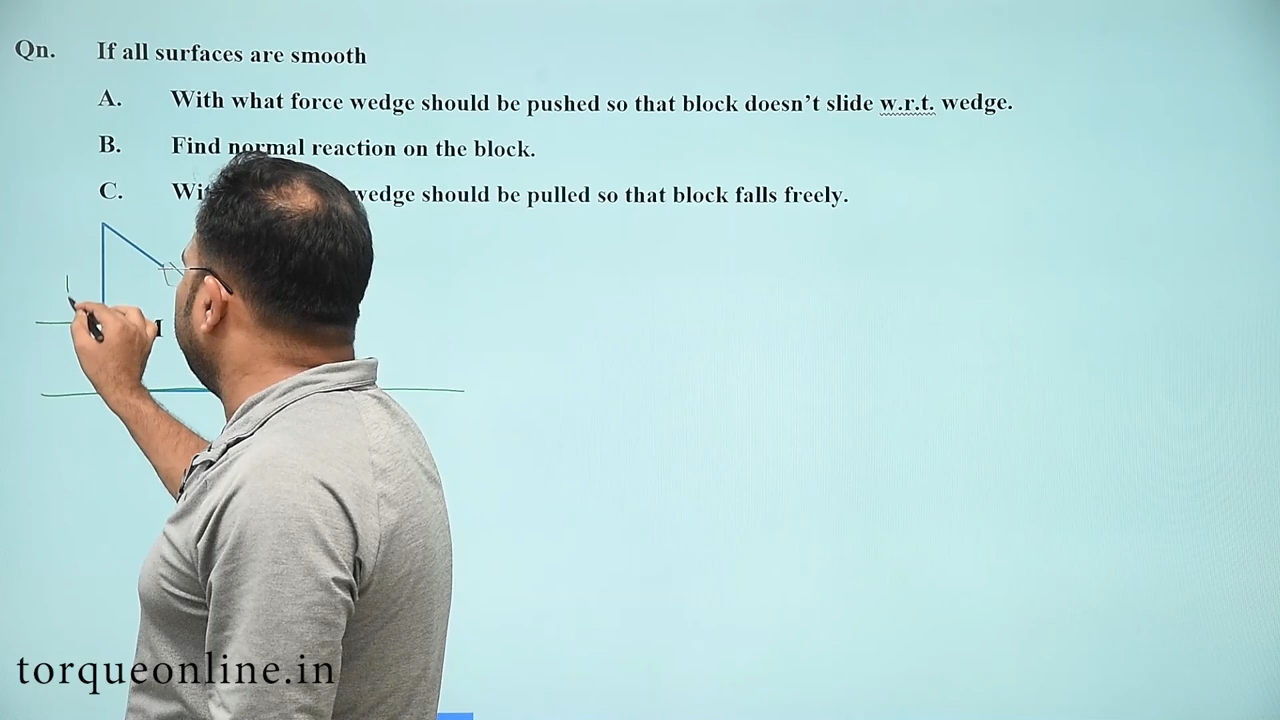 Qn. If all surfaces are smooth
A. With what force wedge should be pushed so that block doesn’t slide w.r.t. wedge.
B. Find normal reaction on the block.
C. wedge should be pulled so that block falls freely.
torqueonline.in